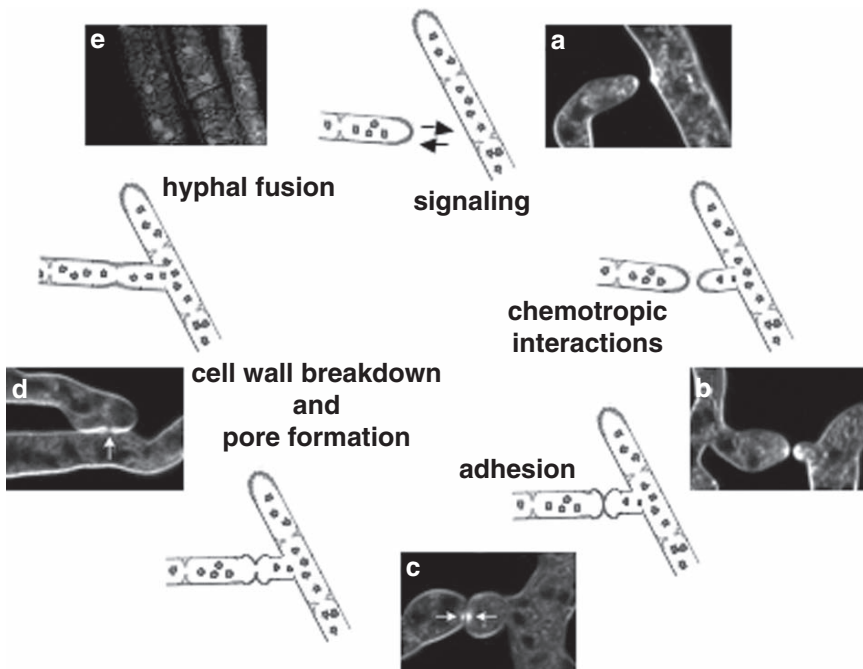 e
a
hyphal fusion
signaling
chemotropic
interactions
d
cell wall breakdown
and
pore formation
b
adhesion
c